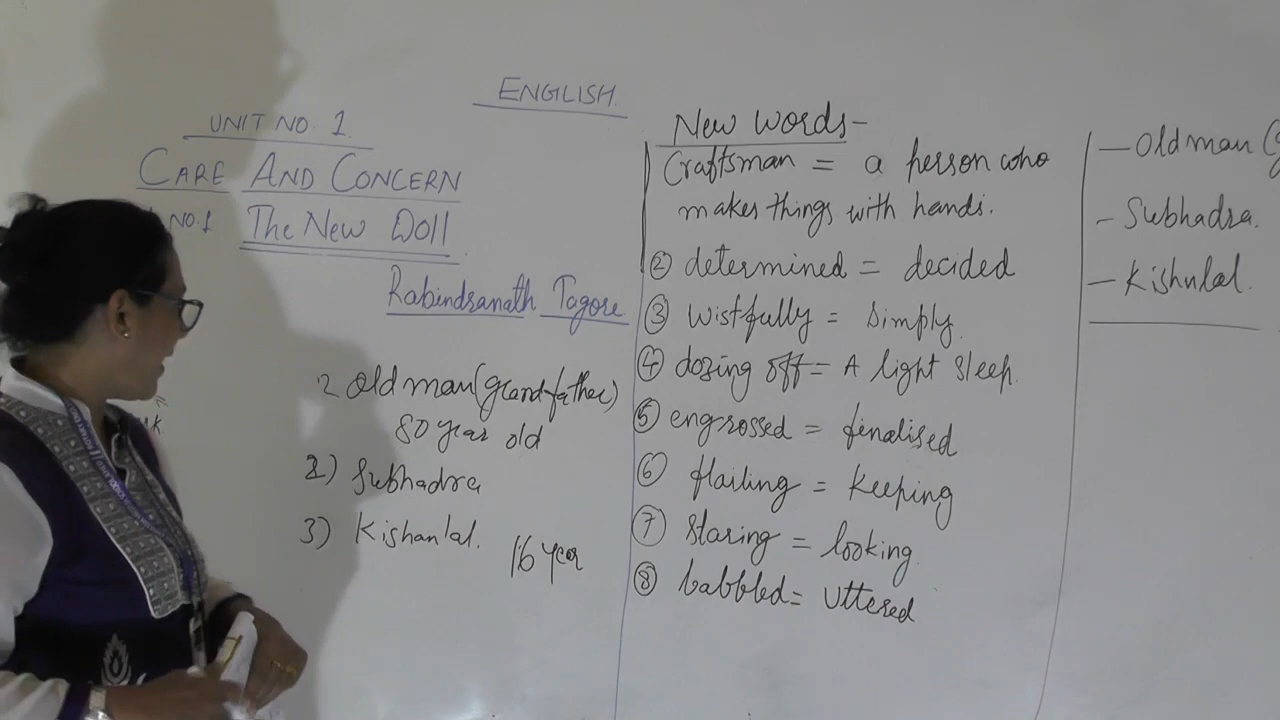 ENGLISH
UNIT NO. 1
CARE AND CONCERN
NO.1 The New Doll
Rabindranath Tagore
2 old man (grandfather)
80 year old
2) Subhadra
3) Kishanlal.
16 year
New words-
Craftsman = a person who
makes things with hands.
② determined = decided
③ wistfully = simply.
④ dozing off = A light sleep.
⑤ engrossed = finalised
⑥ flailing = keeping
⑦ staring = looking.
⑧ babbled = uttered
- Old man (
- Subhadra.
- Kishnlal.